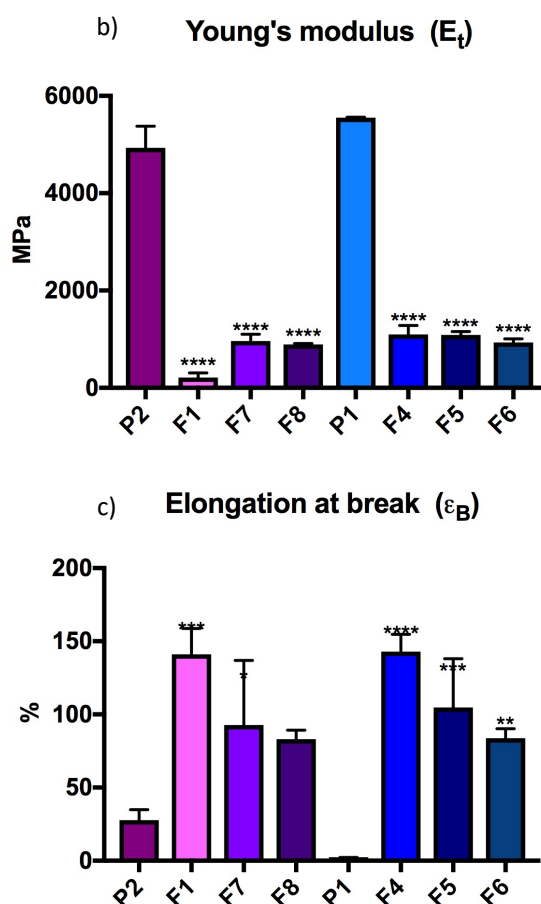 b) Young's modulus (Et)
6000
4000
2000
0
MPa
**** **** **** **** **** ****
P2 F1 F7 F8 P1 F4 F5 F6
c) Elongation at break (εB)
200
150
100
50
0
%
*** * **** *** **
P2 F1 F7 F8 P1 F4 F5 F6